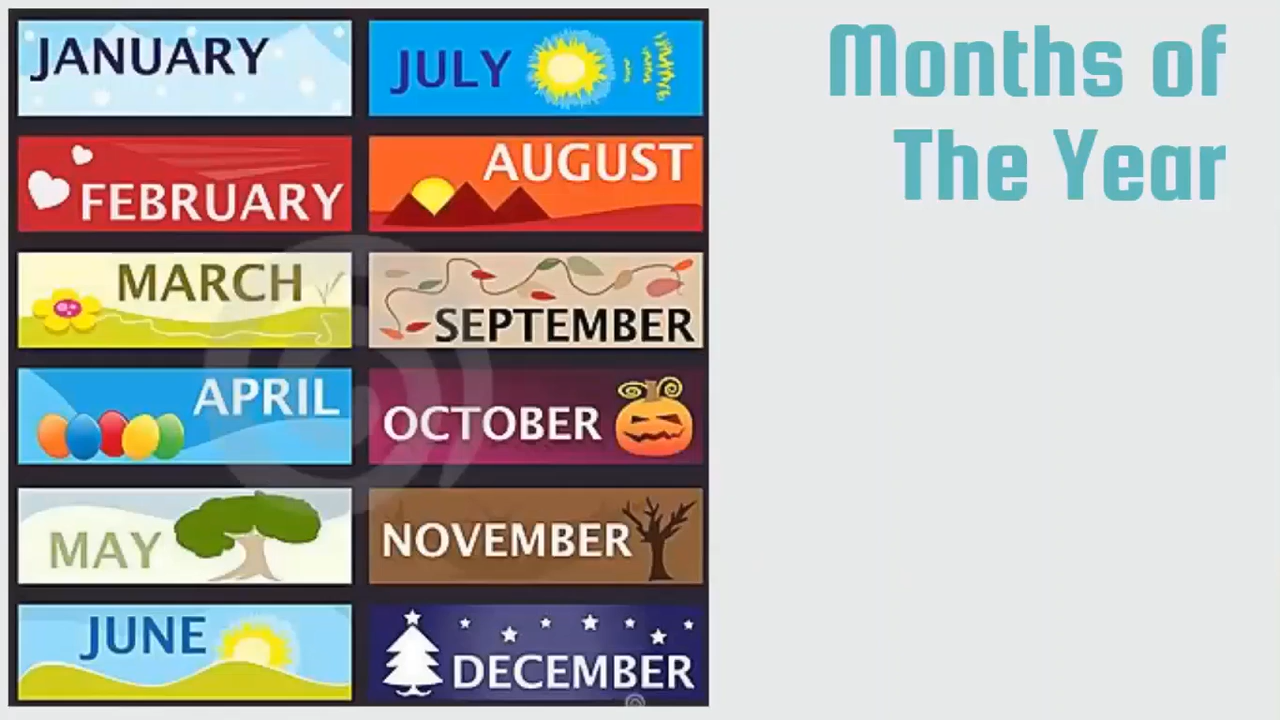 Months of
The Year
JANUARY
FEBRUARY
MARCH
APRIL
MAY
JUNE
JULY
AUGUST
SEPTEMBER
OCTOBER
NOVEMBER
DECEMBER